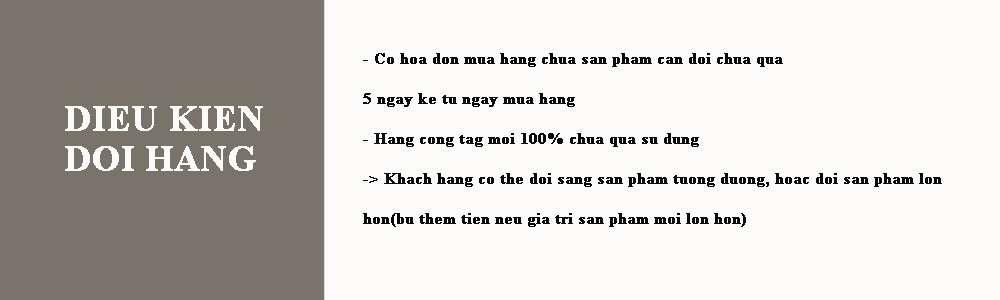 DIEU KIEN
DOI HANG
- Co hoa don mua hang chua san pham can doi chua qua
5 ngay ke tu ngay mua hang
- Hang cong tag moi 100% chua qua su dung
-> Khach hang co the doi sang san pham tuong duong, hoac doi san pham lon
hon(bu them tien neu gia tri san pham moi lon hon)